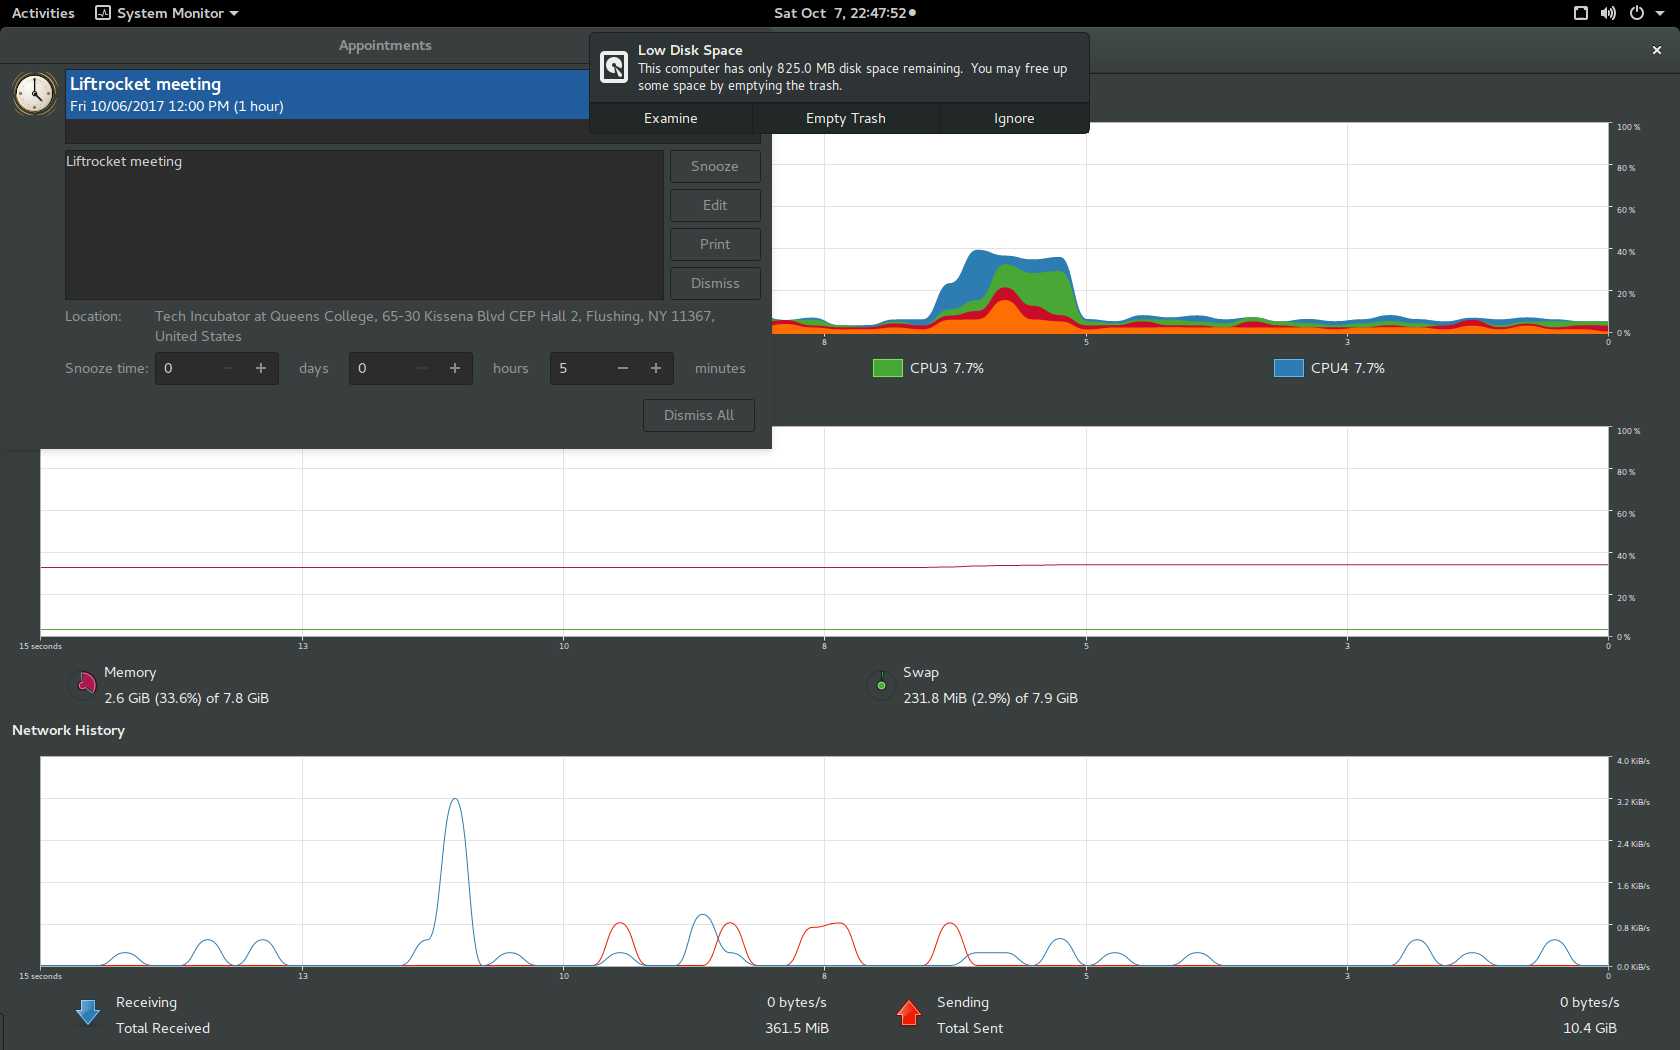 Activities
System Monitor
Sat Oct 7, 22:47:52
Appointments
Liftrocket meeting
Fri 10/06/2017 12:00 PM (1 hour)
Liftrocket meeting
Snooze
Edit
Print
Dismiss
Location: Tech Incubator at Queens College, 65-30 Kissena Blvd CEP Hall 2, Flushing, NY 11367,
United States
Snooze time: 0 − + days 0 − + hours 5 − + minutes
Dismiss All
Low Disk Space
This computer has only 825.0 MB disk space remaining. You may free up
some space by emptying the trash.
Examine Empty Trash Ignore
100 %
80 %
60 %
40 %
20 %
0 %
8 5 3 0
CPU3 7.7% CPU4 7.7%
100 %
80 %
60 %
40 %
20 %
0 %
15 seconds 13 10 8 5 3 0
Memory
2.6 GiB (33.6%) of 7.8 GiB
Swap
231.8 MiB (2.9%) of 7.9 GiB
Network History
4.0 KiB/s
3.2 KiB/s
2.4 KiB/s
1.6 KiB/s
0.8 KiB/s
0.0 KiB/s
15 seconds 13 10 8 5 3 0
Receiving 0 bytes/s
Total Received 361.5 MiB
Sending 0 bytes/s
Total Sent 10.4 GiB